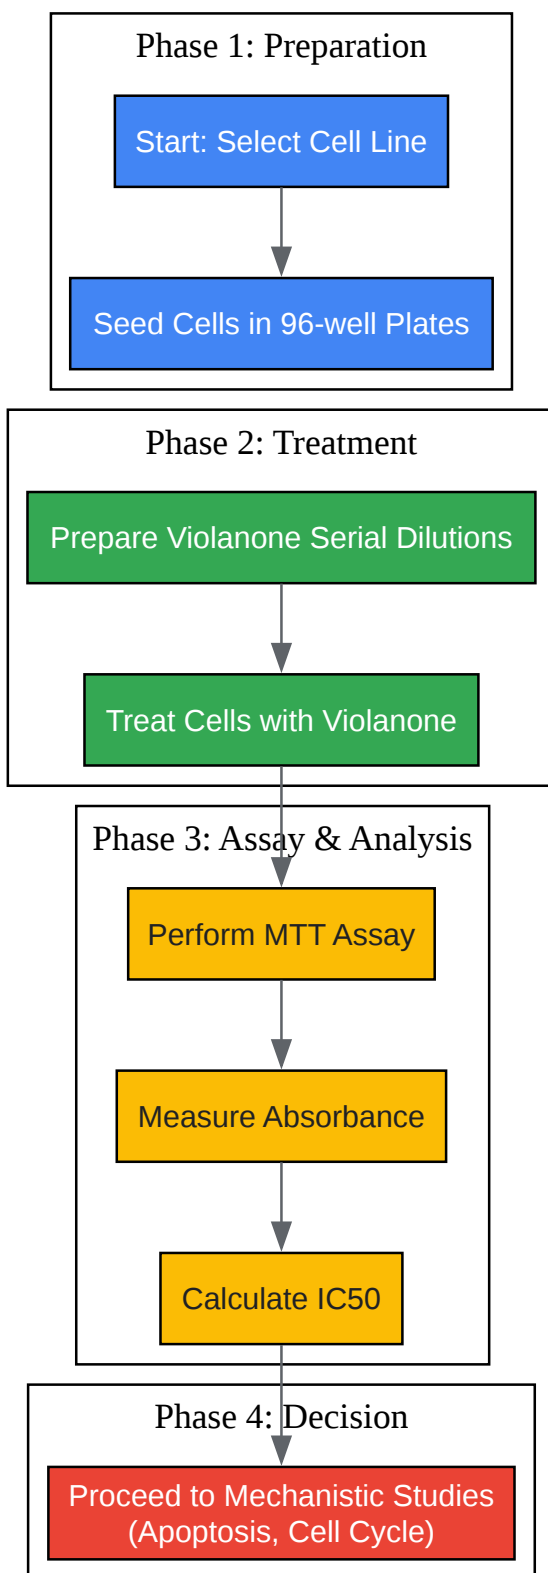 Phase 1: Preparation
Start: Select Cell Line
Seed Cells in 96-well Plates
Phase 2: Treatment
Prepare Violanone Serial Dilutions
Treat Cells with Violanone
Phase 3: Assay & Analysis
Perform MTT Assay
Measure Absorbance
Calculate IC50
Phase 4: Decision
Proceed to Mechanistic Studies
(Apoptosis, Cell Cycle)